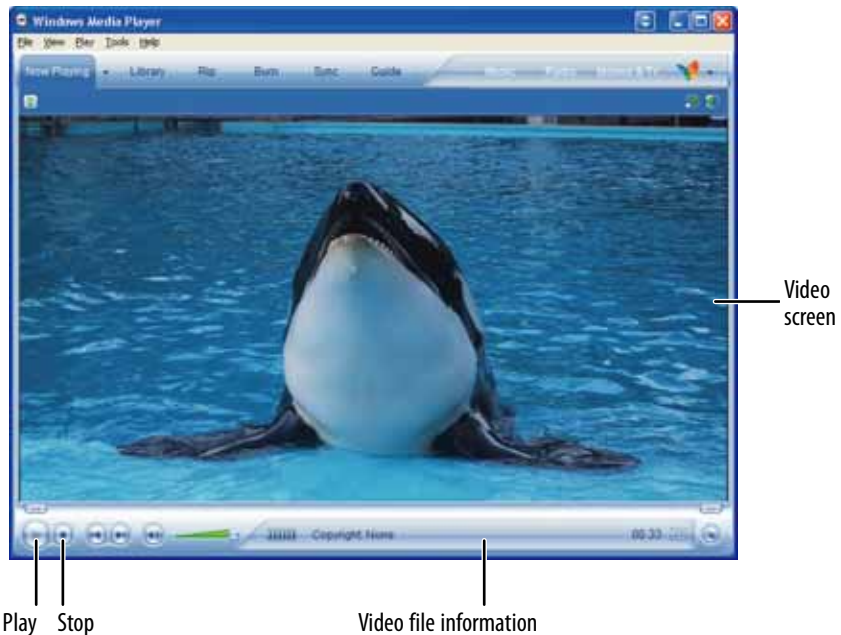 Windows Media Player
File View Play Tools Help
Now Playing Library Rip Burn Sync Guide
Video
screen
Copyright: None 00:33
Play Stop Video file information